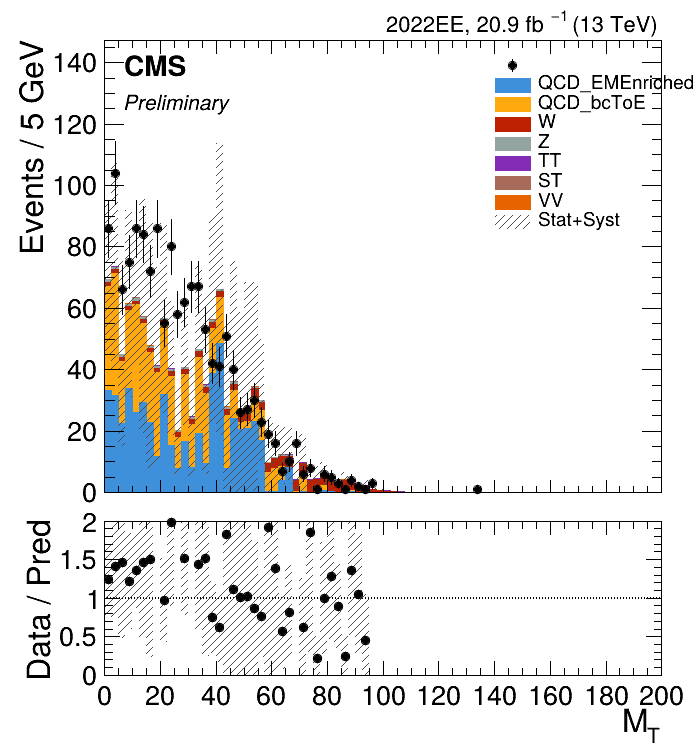 2022EE, 20.9 fb⁻¹ (13 TeV)
CMS
Preliminary
QCD_EMEnriched
QCD_bcToE
W
Z
TT
ST
VV
Stat+Syst
Events / 5 GeV
140
120
100
80
60
40
20
0
Data / Pred
2
1.5
1
0.5
0
0 20 40 60 80 100 120 140 160 180 200
M_T